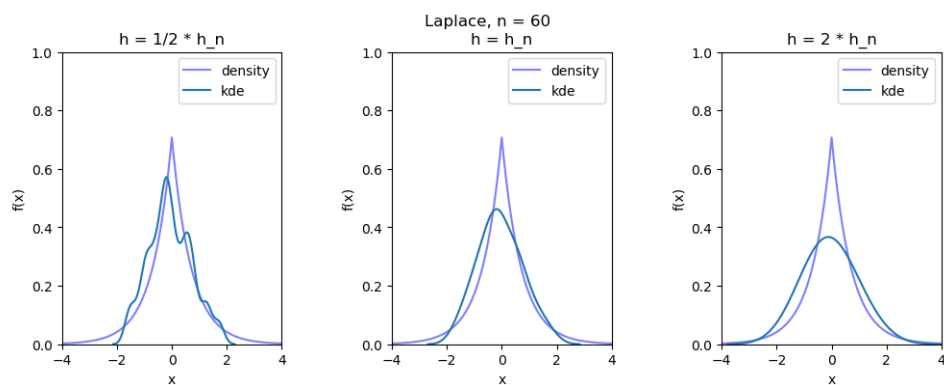 Laplace, n = 60
h = 1/2 * h_n
h = h_n
h = 2 * h_n
1.0
0.8
0.6
0.4
0.2
0.0
f(x)
−4
−2
0
2
4
x
density
kde
1.0
0.8
0.6
0.4
0.2
0.0
f(x)
−4
−2
0
2
4
x
density
kde
1.0
0.8
0.6
0.4
0.2
0.0
f(x)
−4
−2
0
2
4
x
density
kde